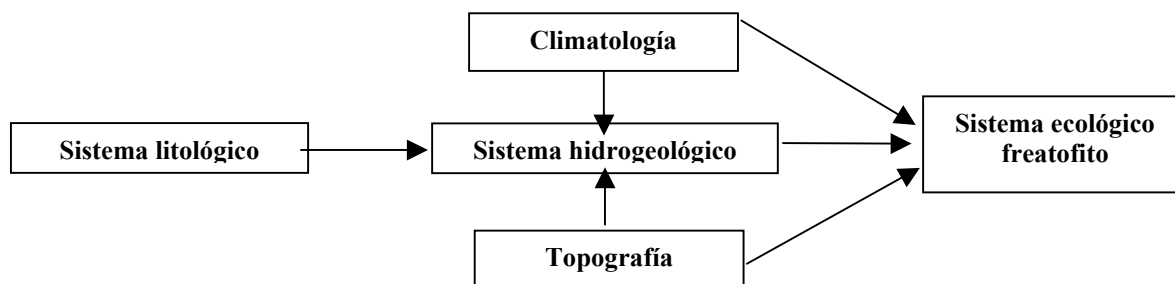 Climatología
Sistema litológico
Sistema hidrogeológico
Sistema ecológico
freatofito
Topografía